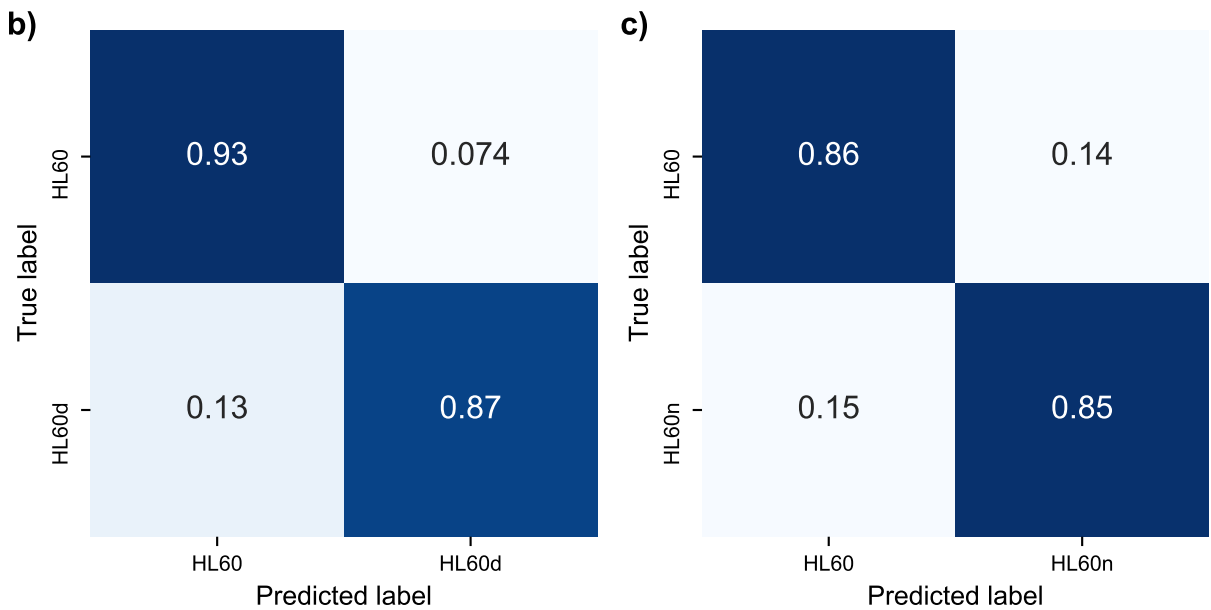 b)
True label
HL60
0.93
0.074
HL60d
0.13
0.87
HL60
HL60d
Predicted label
c)
True label
HL60
0.86
0.14
HL60n
0.15
0.85
HL60
HL60n
Predicted label